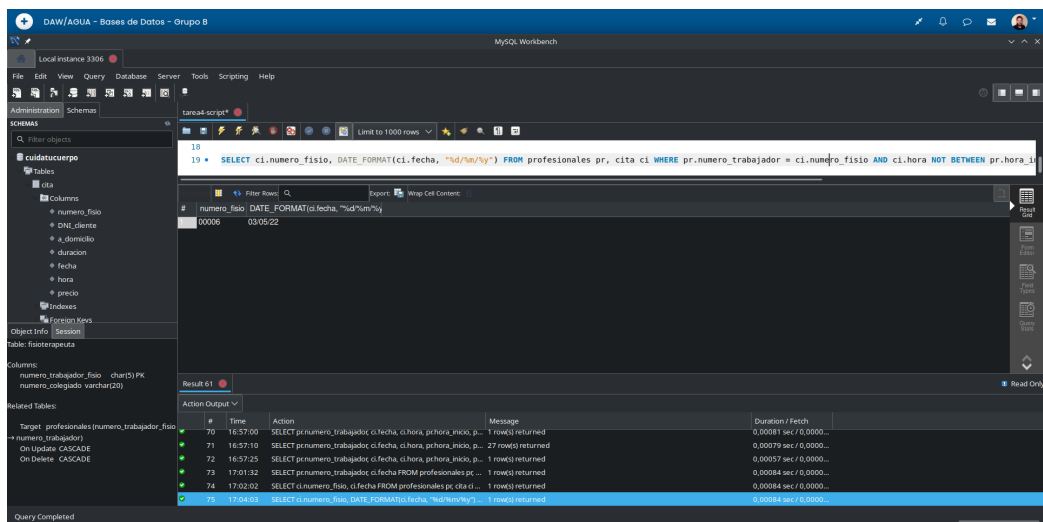 DAW/AGUA - Bases de Datos - Grupo B
MySQL Workbench
Local instance 3306
File Edit View Query Database Server Tools Scripting Help
Administration Schemas
tarea4-script*
SCHEMAS
Filter objects
Limit to 1000 rows
cuidatucuerpo
Tables
cita
Columns
numero_fisio
DNI_cliente
a_domicilio
duracion
fecha
hora
precio
Indexes
Foreign Keys
18
19 SELECT ci.numero_fisio, DATE_FORMAT(ci.fecha, "%d/%m/%y") FROM profesionales pr, cita ci WHERE pr.numero_trabajador = ci.numero_fisio AND ci.hora NOT BETWEEN pr.hora_in
Filter Rows: Export: Wrap Cell Content:
# numero_fisio DATE_FORMAT(ci.fecha, "%d/%m/%y
1 00006 03/05/22
Result Grid
Form Editor
Field Types
Query Stats
Object Info Session
Table: fisioterapeuta
Columns:
numero_trabajador_fisio char(5) PK
numero_colegiado varchar(20)
Related Tables:
Target profesionales (numero_trabajador_fisio
→ numero_trabajador)
On Update CASCADE
On Delete CASCADE
Result 61
Read Only
Action Output
# Time Action Message Duration / Fetch
70 16:57:00 SELECT pr.numero_trabajador, ci.fecha, ci.hora, pr.hora_inicio, p... 1 row(s) returned 0,00081 sec / 0,0000...
71 16:57:10 SELECT pr.numero_trabajador, ci.fecha, ci.hora, pr.hora_inicio, p... 27 row(s) returned 0,00079 sec / 0,0000...
72 16:57:25 SELECT pr.numero_trabajador, ci.fecha, ci.hora, pr.hora_inicio, p... 1 row(s) returned 0,00057 sec / 0,0000...
73 17:01:32 SELECT pr.numero_trabajador, ci.fecha FROM profesionales pr, ... 1 row(s) returned 0,00084 sec / 0,0000...
74 17:02:02 SELECT ci.numero_fisio, ci.fecha FROM profesionales pr, cita ci ... 1 row(s) returned 0,00084 sec / 0,0000...
75 17:04:03 SELECT ci.numero_fisio, DATE_FORMAT(ci.fecha, "%d/%m/%y") ... 1 row(s) returned 0,00084 sec / 0,0000...
Query Completed